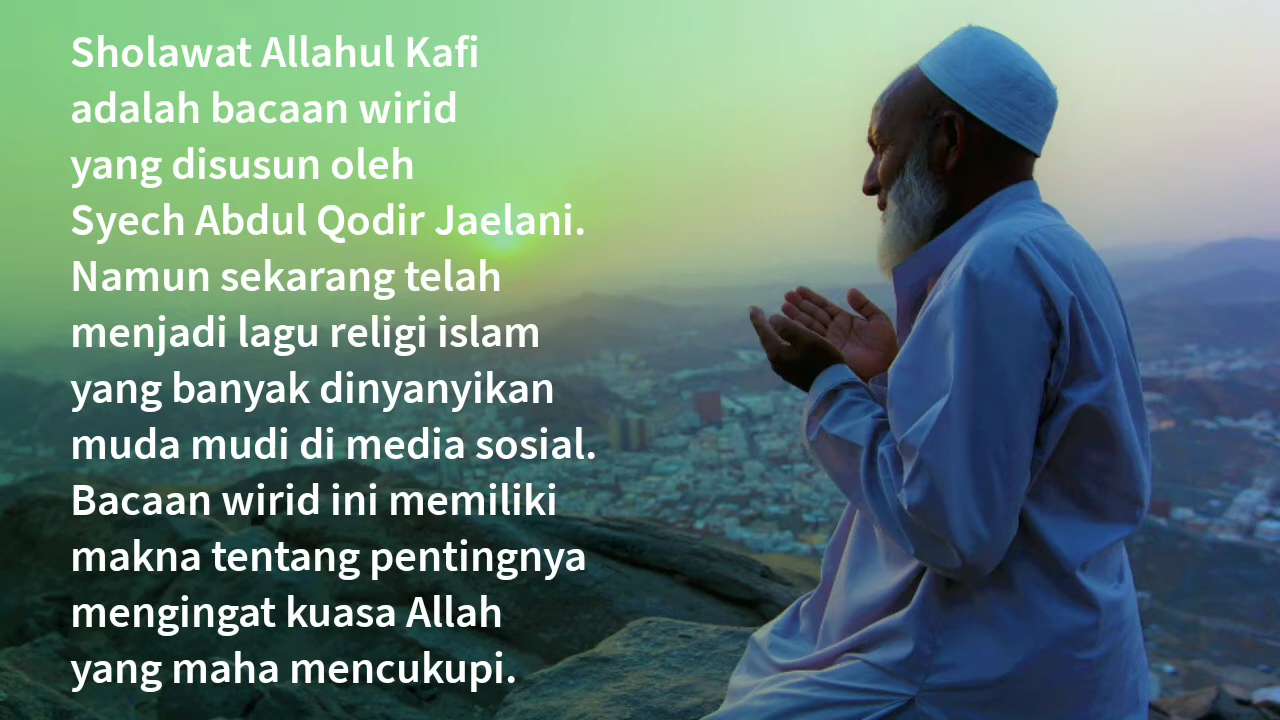 Sholawat Allahul Kafi
adalah bacaan wirid
yang disusun oleh
Syech Abdul Qodir Jaelani.
Namun sekarang telah
menjadi lagu religi islam
yang banyak dinyanyikan
muda mudi di media sosial.
Bacaan wirid ini memiliki
makna tentang pentingnya
mengingat kuasa Allah
yang maha mencukupi.